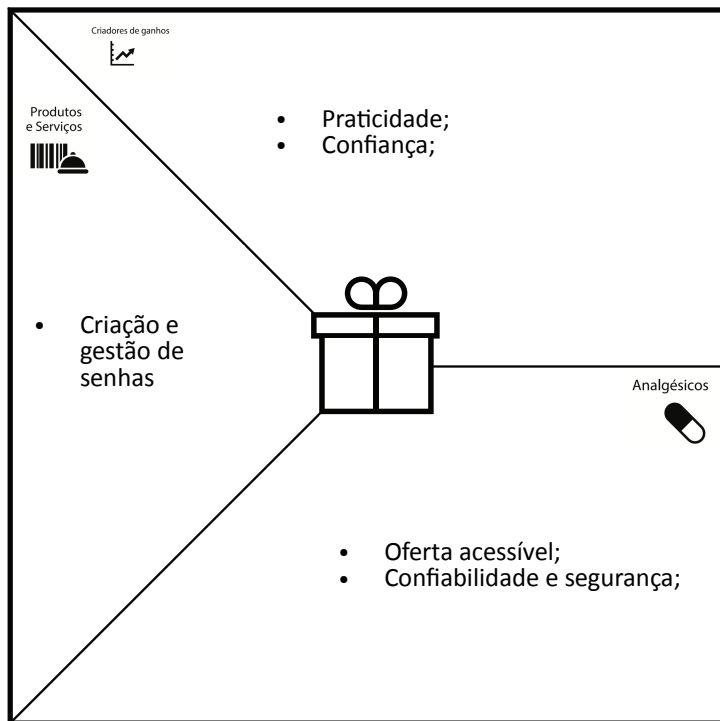 Criadores de ganhos
Produtos
e Serviços
• Praticidade;
• Confiança;
• Criação e
gestão de
senhas
Analgésicos
• Oferta acessível;
• Confiabilidade e segurança;